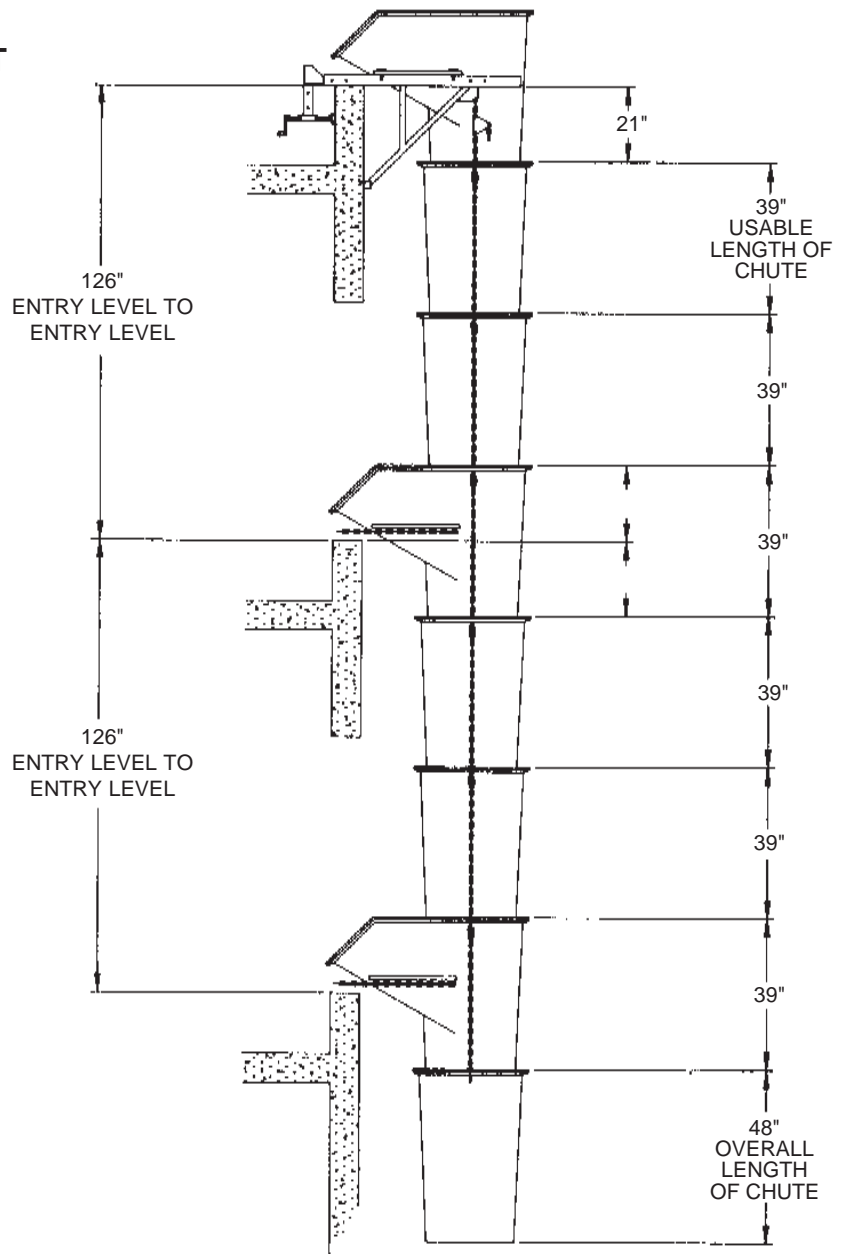 21"
39"
USABLE
LENGTH OF
CHUTE
126"
ENTRY LEVEL TO
ENTRY LEVEL
39"
39"
39"
126"
ENTRY LEVEL TO
ENTRY LEVEL
39"
39"
48"
OVERALL
LENGTH
OF CHUTE